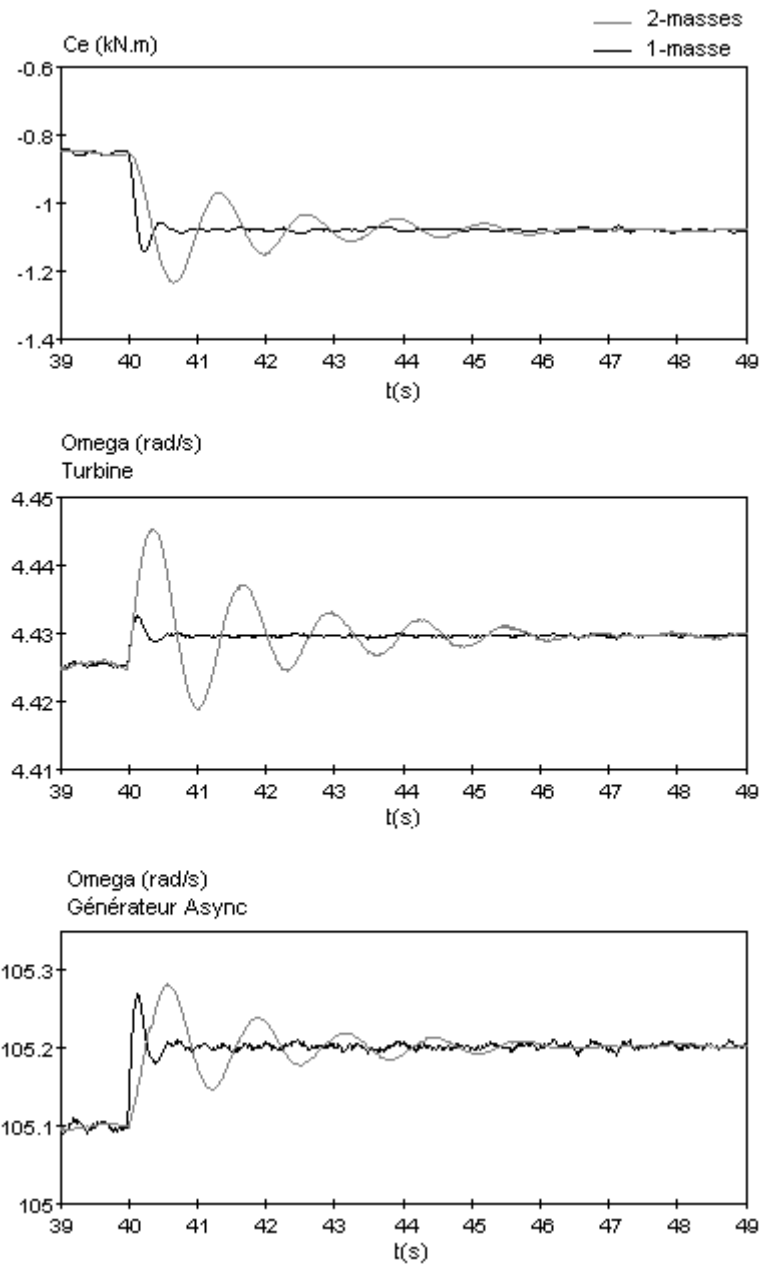 2-masses
1-masse
Ce (kN.m)
-0.6
-0.8
-1
-1.2
-1.4
39 40 41 42 43 44 45 46 47 48 49
t(s)
Omega (rad/s)
Turbine
4.45
4.44
4.43
4.42
4.41
39 40 41 42 43 44 45 46 47 48 49
t(s)
Omega (rad/s)
Générateur Async
105.3
105.2
105.1
105
39 40 41 42 43 44 45 46 47 48 49
t(s)